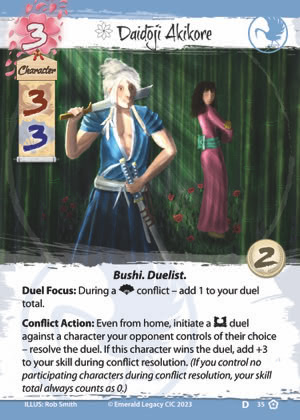 3
Daidoji Akikore
Character
3
3
2
Bushi. Duelist.
Duel Focus: During a conflict – add 1 to your duel
total.
Conflict Action: Even from home, initiate a duel
against a character your opponent controls of their choice
– resolve the duel. If this character wins the duel, add +3
to your skill during conflict resolution. (If you control no
participating characters during conflict resolution, your skill
total always counts as 0.)
ILLUS: Rob Smith © Emerald Legacy CIC 2023 D 35